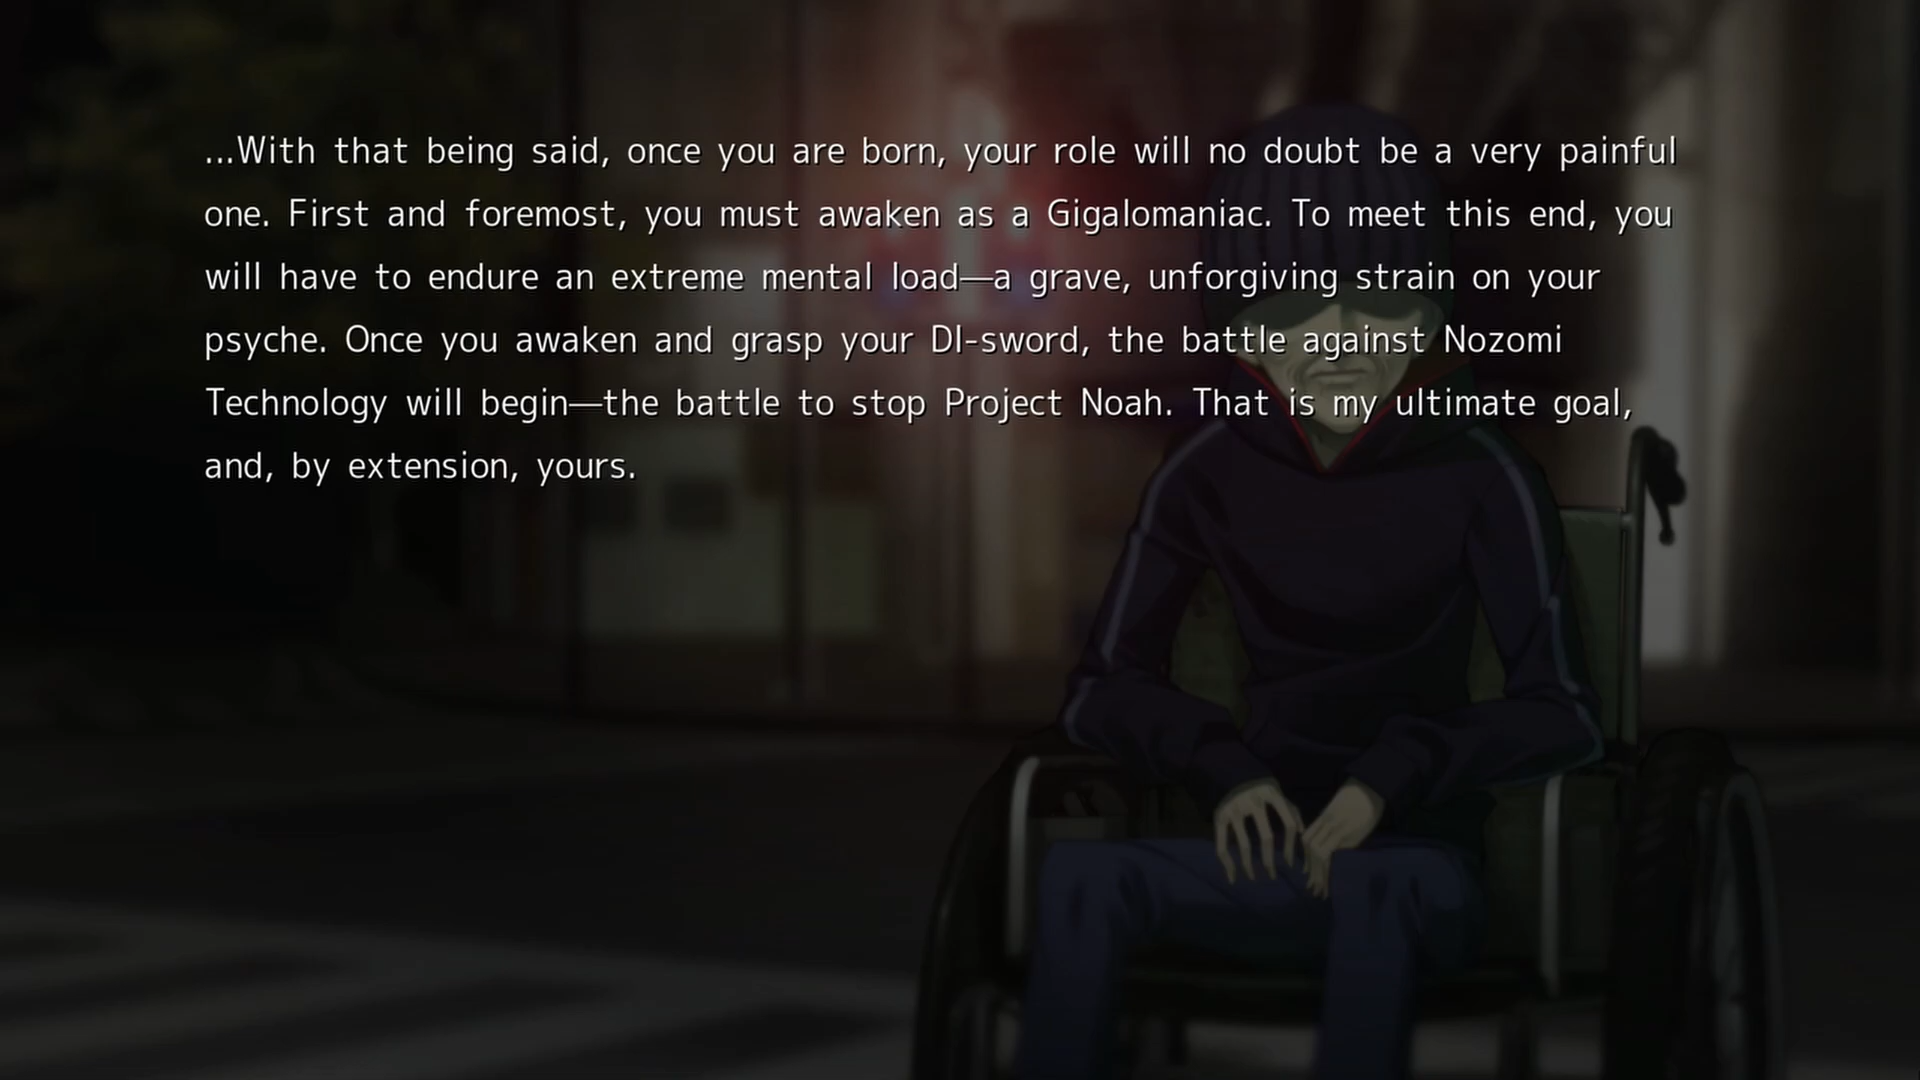 ...With that being said, once you are born, your role will no doubt be a very painful
one. First and foremost, you must awaken as a Gigalomaniac. To meet this end, you
will have to endure an extreme mental load—a grave, unforgiving strain on your
psyche. Once you awaken and grasp your DI-sword, the battle against Nozomi
Technology will begin—the battle to stop Project Noah. That is my ultimate goal,
and, by extension, yours.